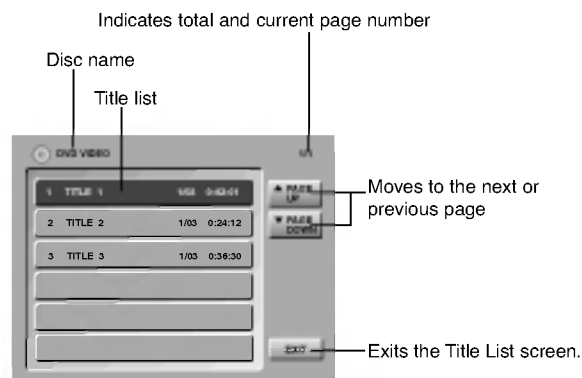 Indicates total and current page number
Disc name
Title list
DVD VIDEO
1/1
1 TITLE 1
2 TITLE 2 1/03 0:24:12
3 TITLE 3 1/03 0:36:30
▲ PAGE UP
▼ PAGE DOWN
Moves to the next or
previous page
EXIT
Exits the Title List screen.